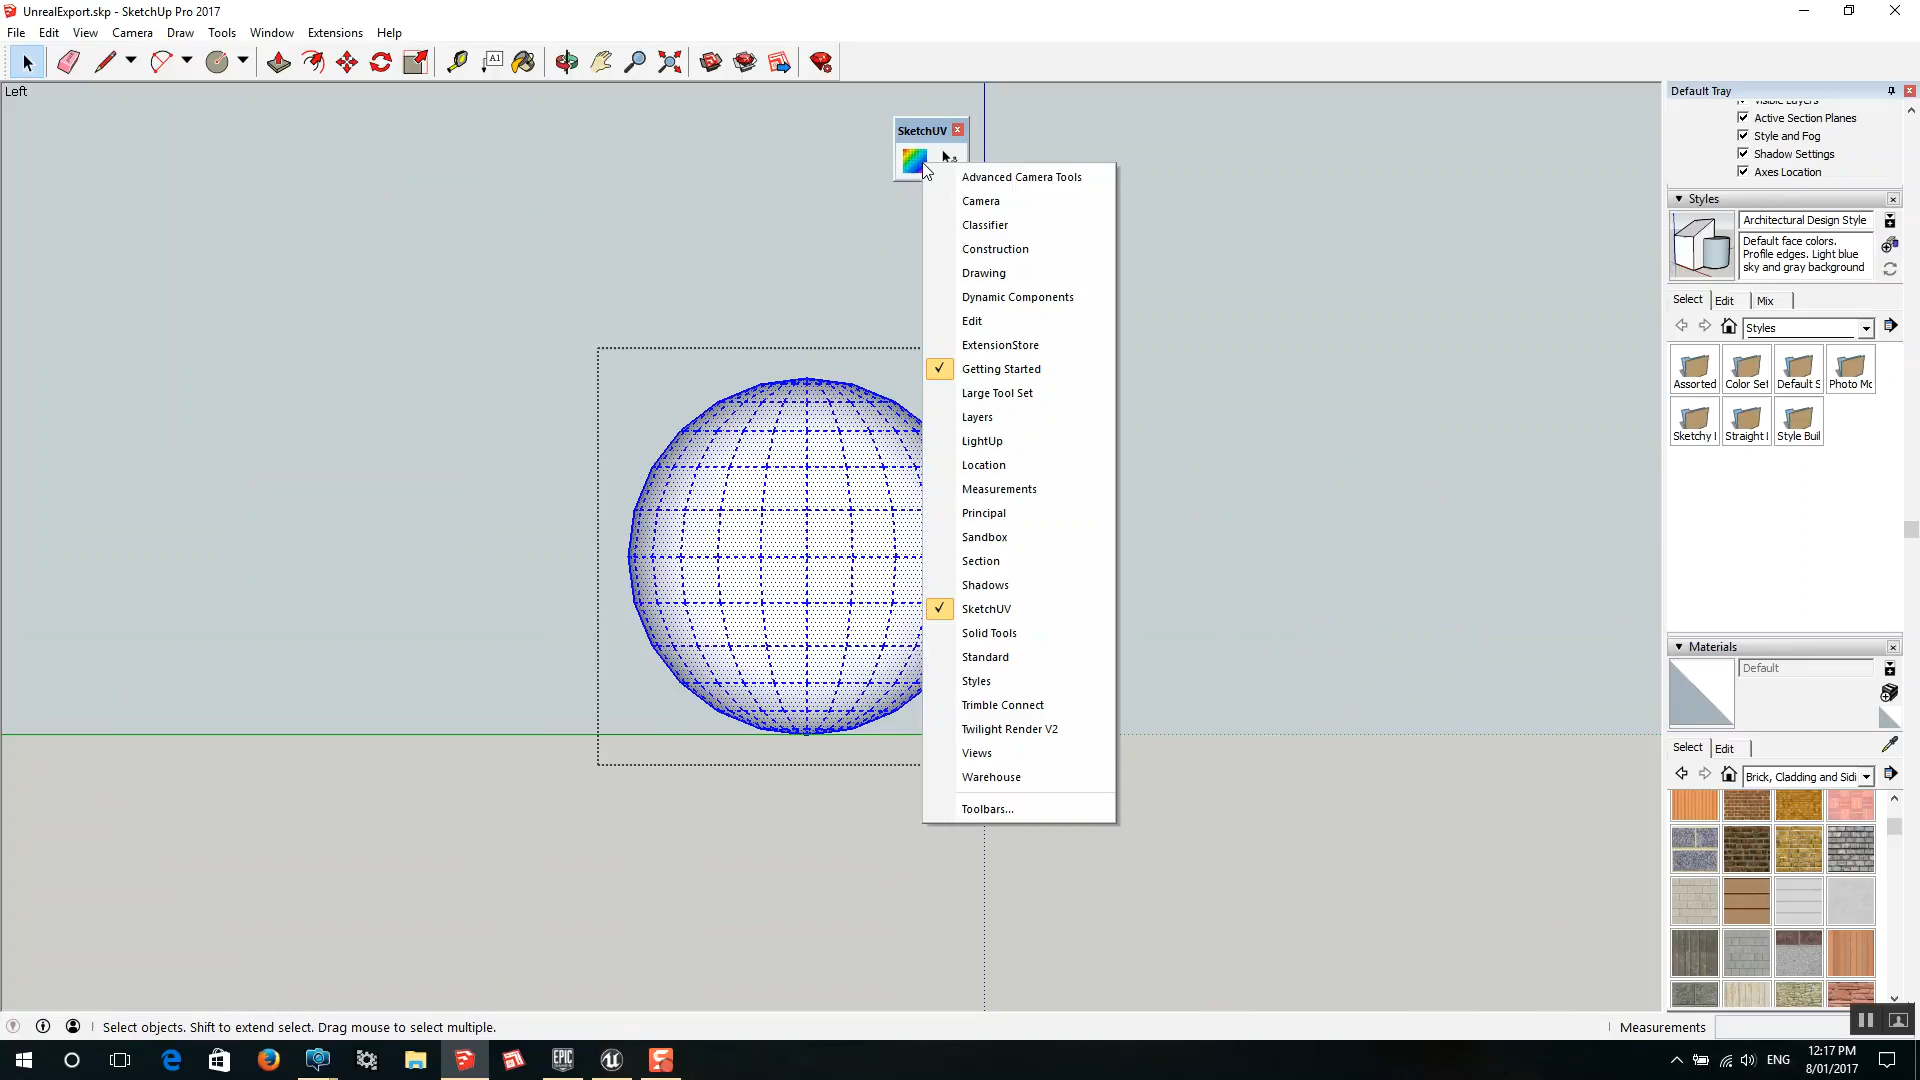 UnrealExport.skp - SketchUp Pro 2017
File Edit View Camera Draw Tools Window Extensions Help
A1
Left
SketchUV
Advanced Camera Tools
Camera
Classifier
Construction
Drawing
Dynamic Components
Edit
ExtensionStore
Getting Started
Large Tool Set
Layers
LightUp
Location
Measurements
Principal
Sandbox
Section
Shadows
SketchUV
Solid Tools
Standard
Styles
Trimble Connect
Twilight Render V2
Views
Warehouse
Toolbars...
Default Tray
Visible Layers
Active Section Planes
Style and Fog
Shadow Settings
Axes Location
Styles
Architectural Design Style
Default face colors.
Profile edges. Light blue
sky and gray background
Select Edit Mix
Styles
Assorted Color Set Default S Photo Mo
Sketchy Straight Style Buil
Materials
Default
Select Edit
Brick, Cladding and Sidi
Select objects. Shift to extend select. Drag mouse to select multiple.
Measurements
EPIC
GAMES
ENG
12:17 PM
8/01/2017